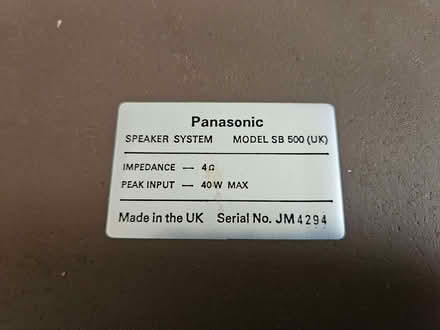 Panasonic
SPEAKER SYSTEM MODEL SB 500 (UK)
IMPEDANCE — 4Ω
PEAK INPUT — 40W MAX
Made in the UK Serial No. JM4294